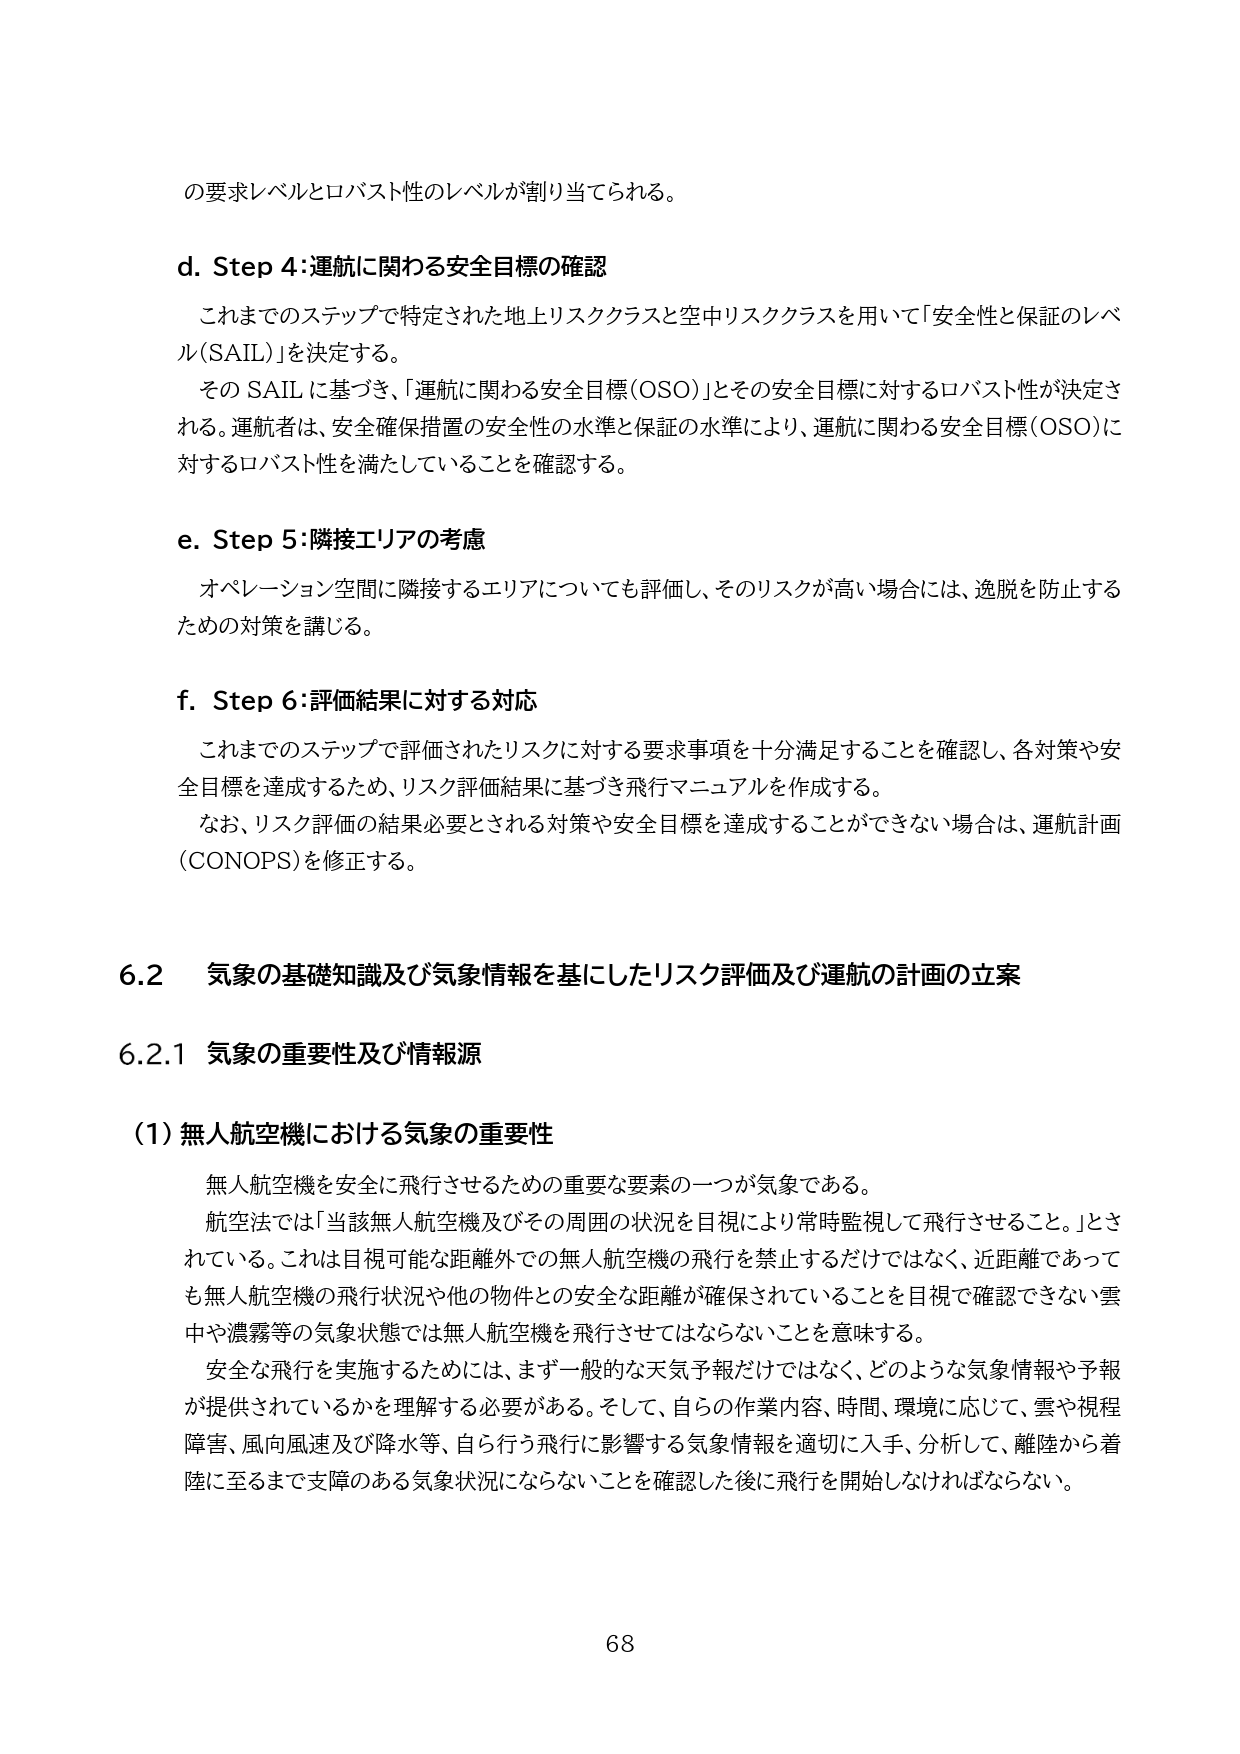 の要求レベルとロバスト性のレベルが割り当てられる。
d. Step 4：運航に関わる安全目標の確認
これまでのステップで特定された地上リスククラスと空中リスククラスを用いて「安全性と保証のレベ
ル（SAIL）」を決定する。
その SAIL に基づき、「運航に関わる安全目標（OSO）」とその安全目標に対するロバスト性が決定さ
れる。運航者は、安全確保措置の安全性の水準と保証の水準により、運航に関わる安全目標（OSO）に
対するロバスト性を満たしていることを確認する。
e. Step 5：隣接エリアの考慮
オペレーション空間に隣接するエリアについても評価し、そのリスクが高い場合には、逸脱を防止する
ための対策を講じる。
f. Step 6：評価結果に対する対応
これまでのステップで評価されたリスクに対する要求事項を十分満足することを確認し、各対策や安
全目標を達成するため、リスク評価結果に基づき飛行マニュアルを作成する。
なお、リスク評価の結果必要とされる対策や安全目標を達成することができない場合は、運航計画
（CONOPS）を修正する。
6.2 気象の基礎知識及び気象情報を基にしたリスク評価及び運航の計画の立案
6.2.1 気象の重要性及び情報源
（1） 無人航空機における気象の重要性
無人航空機を安全に飛行させるための重要な要素の一つが気象である。
航空法では「当該無人航空機及びその周囲の状況を目視により常時監視して飛行させること。」とさ
れている。これは目視可能な距離外での無人航空機の飛行を禁止するだけではなく、近距離であって
も無人航空機の飛行状況や他の物件との安全な距離が確保されていることを目視で確認できない雲
中や濃霧等の気象状態では無人航空機を飛行させてはならないことを意味する。
安全な飛行を実施するためには、まず一般的な天気予報だけではなく、どのような気象情報や予報
が提供されているかを理解する必要がある。そして、自らの作業内容、時間、環境に応じて、雲や視程
障害、風向風速及び降水等、自ら行う飛行に影響する気象情報を適切に入手、分析して、離陸から着
陸に至るまで支障のある気象状況にならないことを確認した後に飛行を開始しなければならない。
68